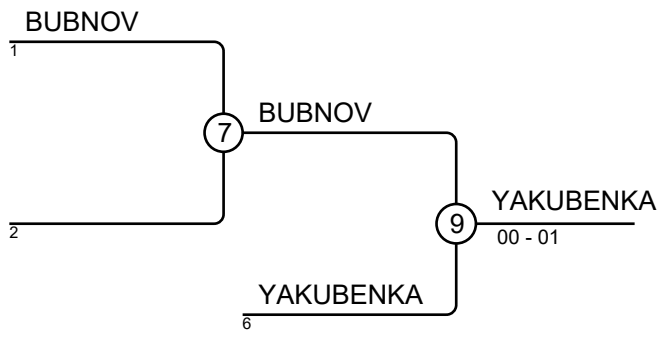 BUBNOV
1
7
BUBNOV
2
9
YAKUBENKA
00 - 01
YAKUBENKA
6